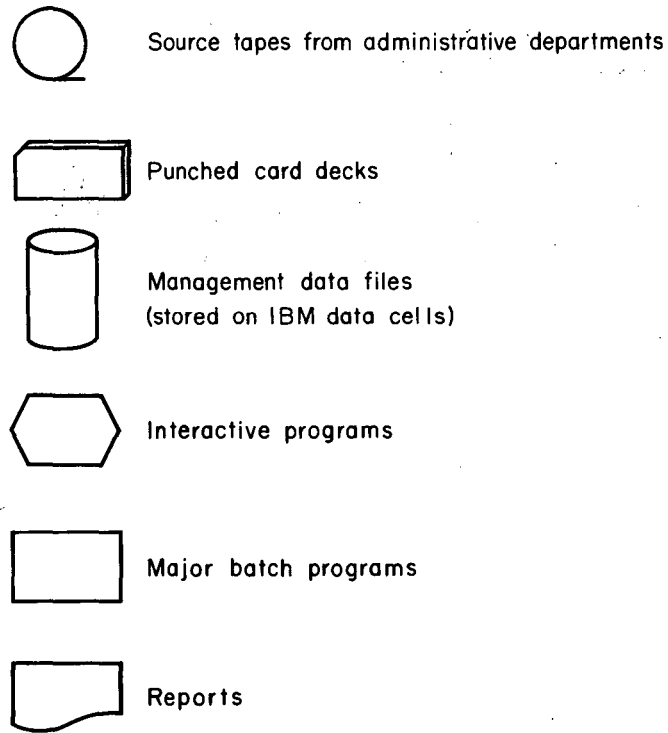 Source tapes from administrative departments
Punched card decks
Management data files
(stored on IBM data cells)
Interactive programs
Major batch programs
Reports